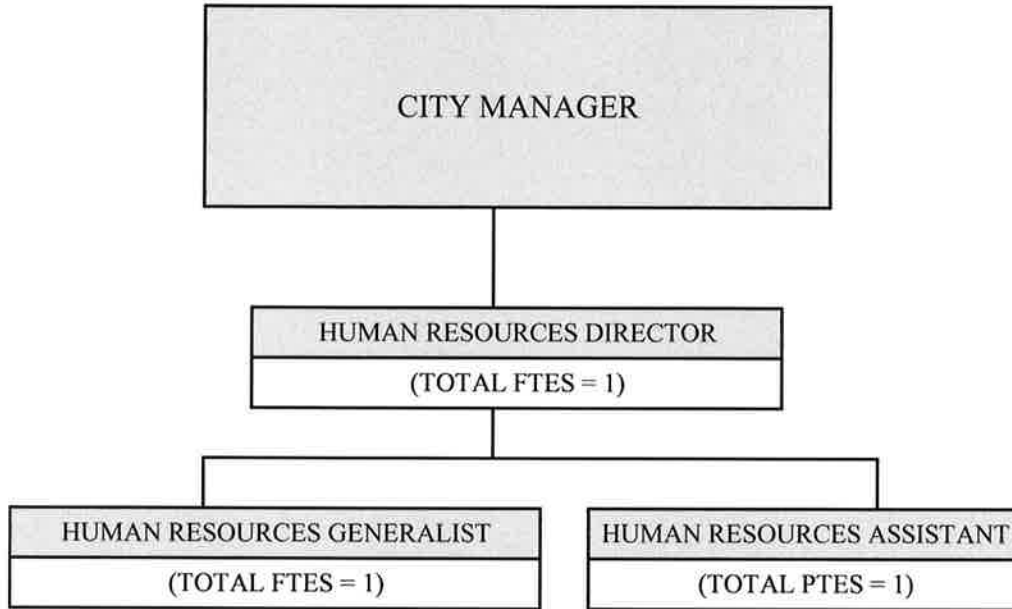 CITY MANAGER
HUMAN RESOURCES DIRECTOR
(TOTAL FTES = 1)
HUMAN RESOURCES GENERALIST
(TOTAL FTES = 1)
HUMAN RESOURCES ASSISTANT
(TOTAL PTES = 1)